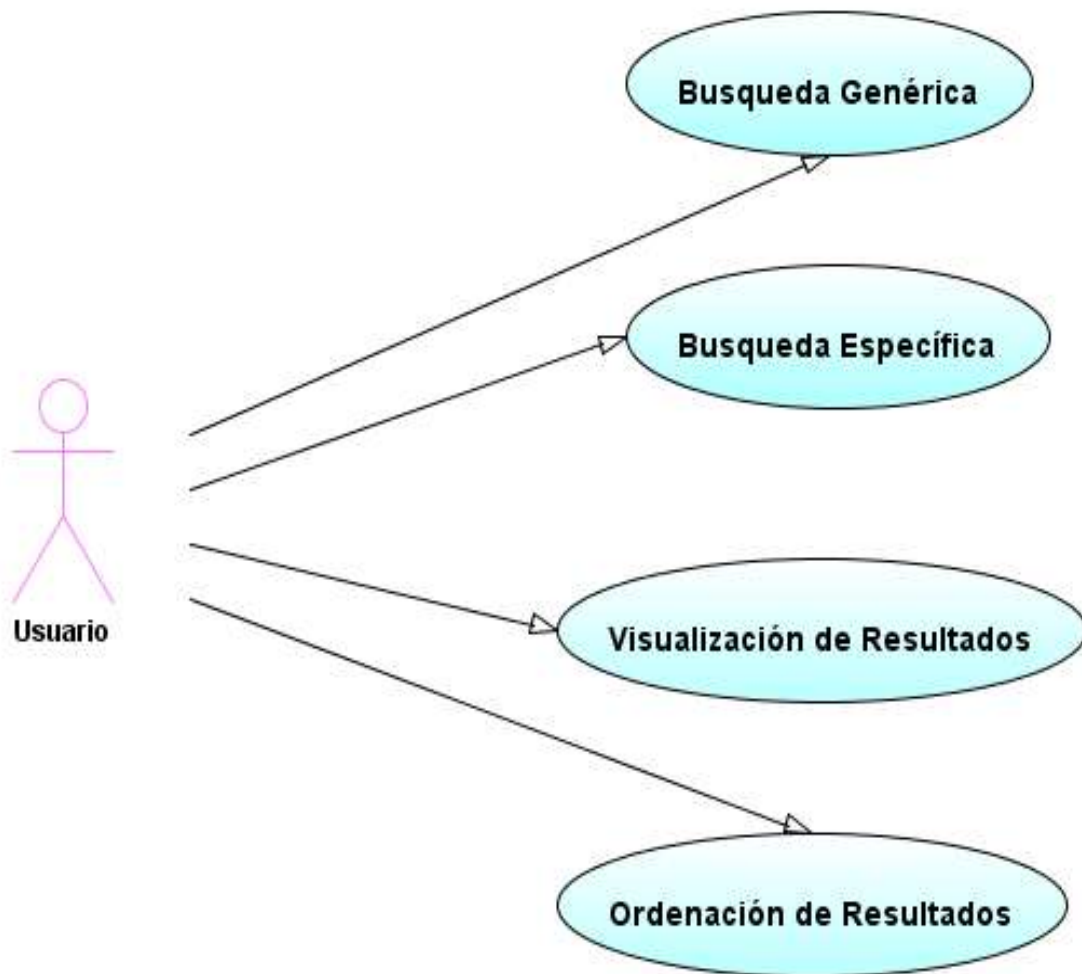 Busqueda Genérica
Busqueda Específica
Usuario
Visualización de Resultados
Ordenación de Resultados